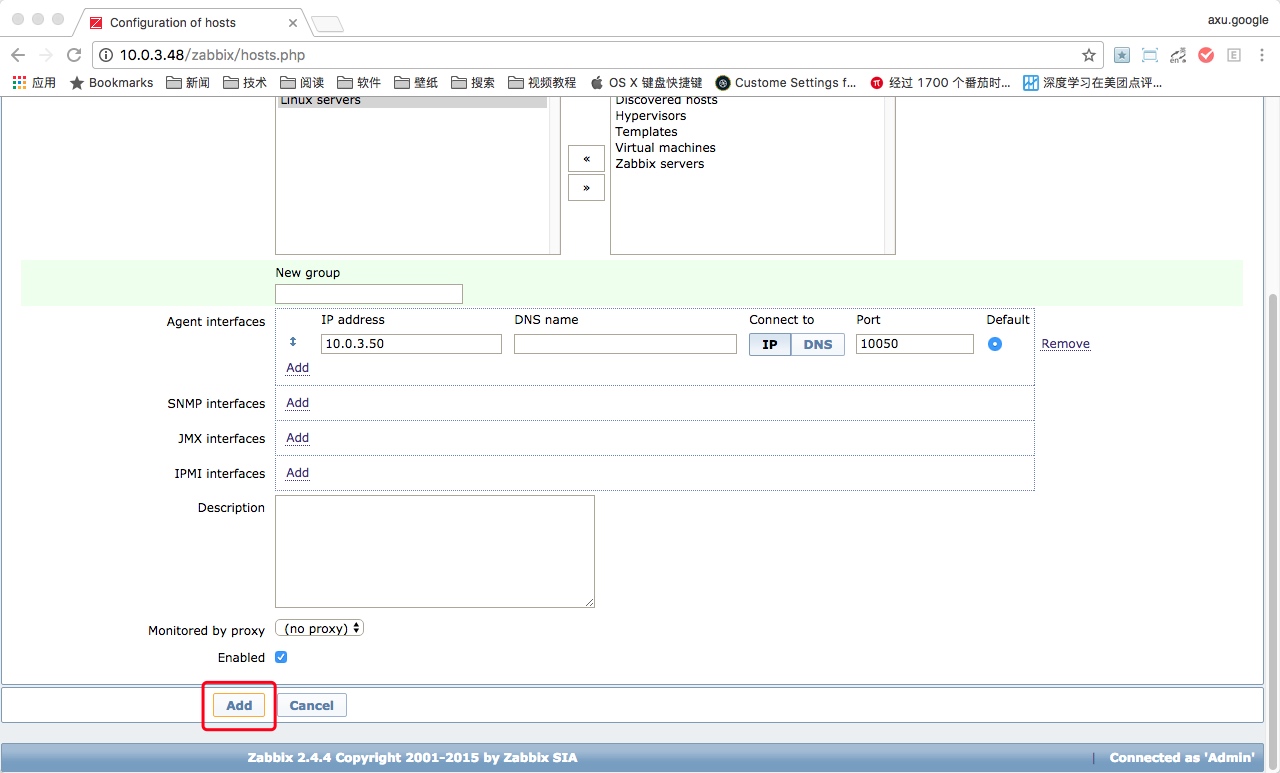 Configuration of hosts
axu.google
10.0.3.48/zabbix/hosts.php
应用 Bookmarks 新闻 技术 阅读 软件 壁纸 搜索 视频教程 OS X 键盘快捷键 Custome Settings f... 经过 1700 个番茄时... 深度学习在美团点评...
Linux servers
Discovered hosts
Hypervisors
Templates
Virtual machines
Zabbix servers
«
»
New group
Agent interfaces
IP address DNS name Connect to Port Default
10.0.3.50 IP DNS 10050 Remove
Add
SNMP interfaces Add
JMX interfaces Add
IPMI interfaces Add
Description
Monitored by proxy (no proxy)
Enabled
Add Cancel
Zabbix 2.4.4 Copyright 2001-2015 by Zabbix SIA | Connected as 'Admin'